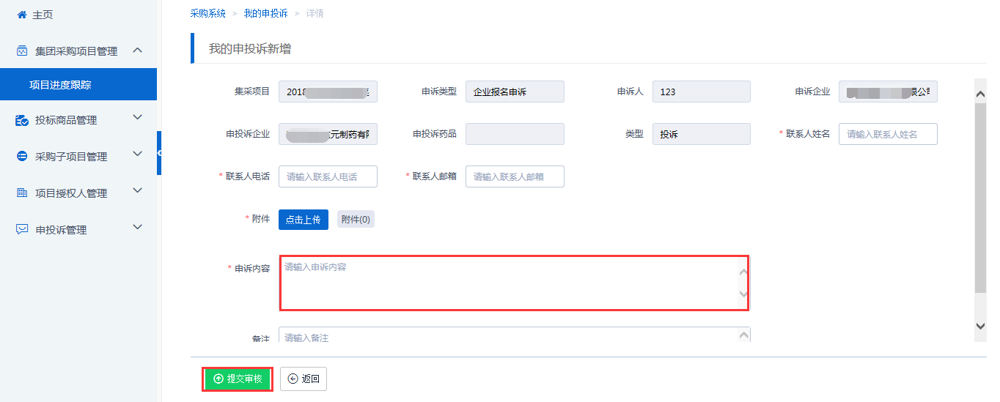 主页
集团采购项目管理
项目进度跟踪
投标商品管理
采购子项目管理
项目授权人管理
申投诉管理
采购系统 > 我的申投诉 > 详情
我的申投诉新增
集采项目 2018
申诉类型 企业报名申诉
申诉人 123
申诉企业 限公司
申投诉企业 元制药有限
申投诉药品
类型 投诉
* 联系人姓名 请输入联系人姓名
* 联系人电话 请输入联系人电话
* 联系人邮箱 请输入联系人邮箱
* 附件 点击上传 附件(0)
* 申诉内容 请输入申诉内容
备注 请输入备注
提交审核
返回